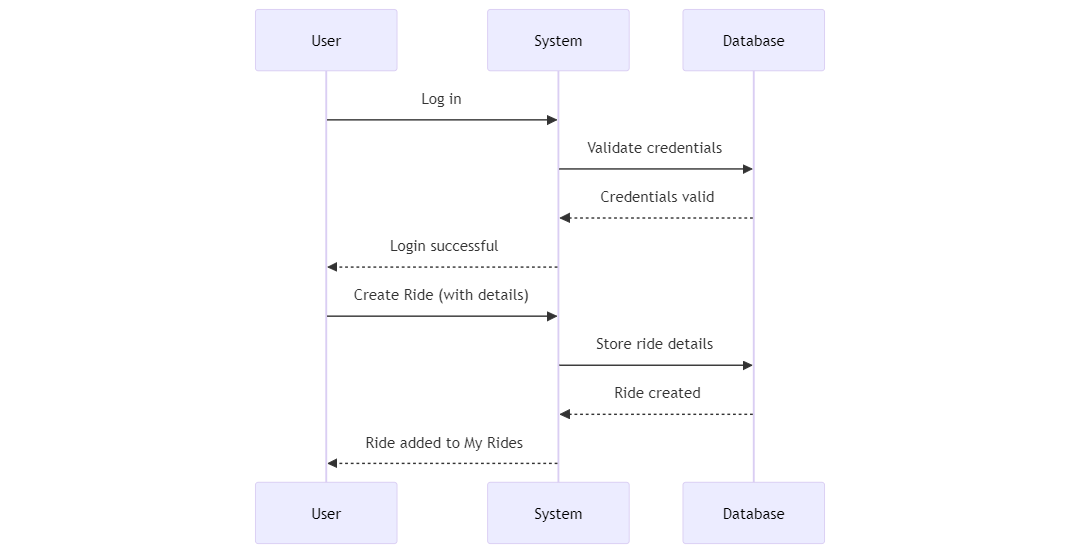 User
System
Database
Log in
Validate credentials
Credentials valid
Login successful
Create Ride (with details)
Store ride details
Ride created
Ride added to My Rides
User
System
Database